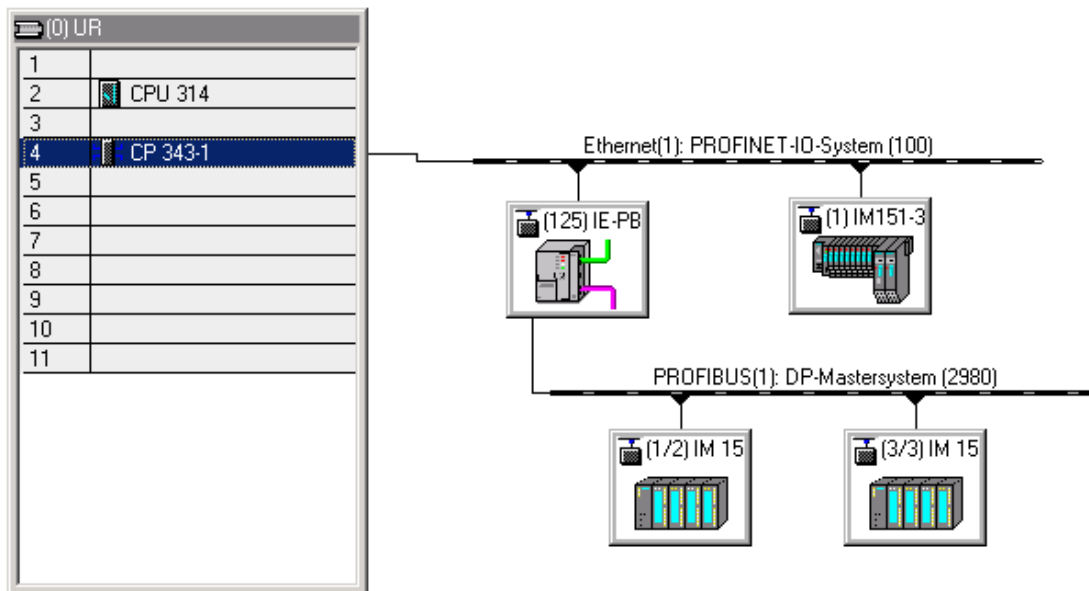 (0) UR
1
2 CPU 314
3
4 CP 343-1
5
6
7
8
9
10
11
Ethernet(1): PROFINET-IO-System (100)
(125) IE-PB
(1) IM151-3
PROFIBUS(1): DP-Mastersystem (2980)
(1/2) IM 15
(3/3) IM 15